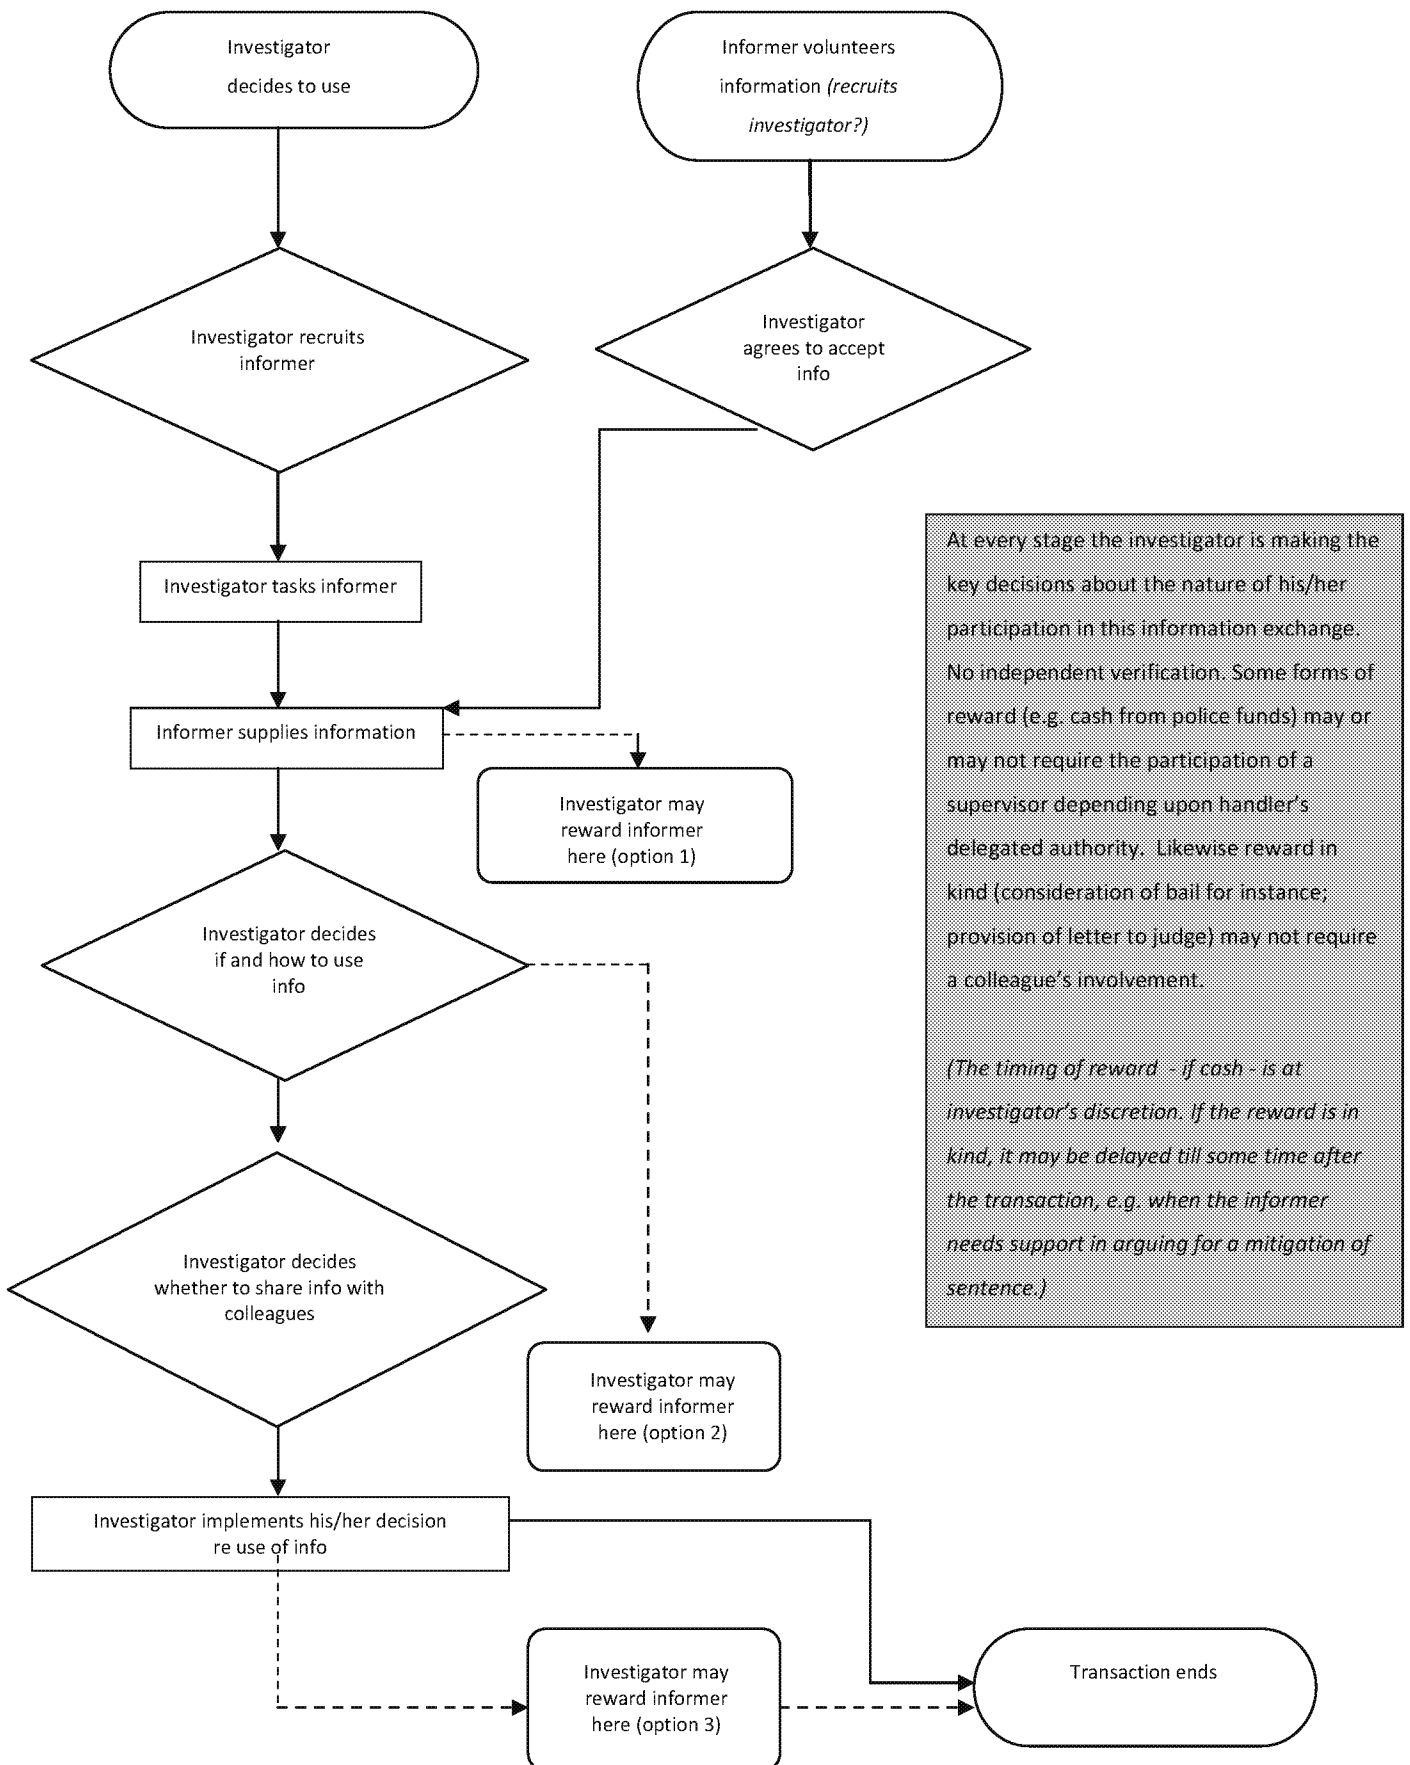 Investigator
decides to use
Informer volunteers
information (recruits
investigator?)
Investigator recruits
informer
Investigator
agrees to accept
info
Investigator tasks informer
Informer supplies information
Investigator may
reward informer
here (option 1)
Investigator decides
if and how to use
info
Investigator decides
whether to share info with
colleagues
Investigator may
reward informer
here (option 2)
Investigator implements his/her decision
re use of info
Investigator may
reward informer
here (option 3)
Transaction ends
At every stage the investigator is making the
key decisions about the nature of his/her
participation in this information exchange.
No independent verification. Some forms of
reward (e.g. cash from police funds) may or
may not require the participation of a
supervisor depending upon handler's
delegated authority.  Likewise reward in
kind (consideration of bail for instance;
provision of letter to judge) may not require
a colleague's involvement.
(The timing of reward  - if cash - is at
investigator's discretion. If the reward is in
kind, it may be delayed till some time after
the transaction, e.g. when the informer
needs support in arguing for a mitigation of
sentence.)